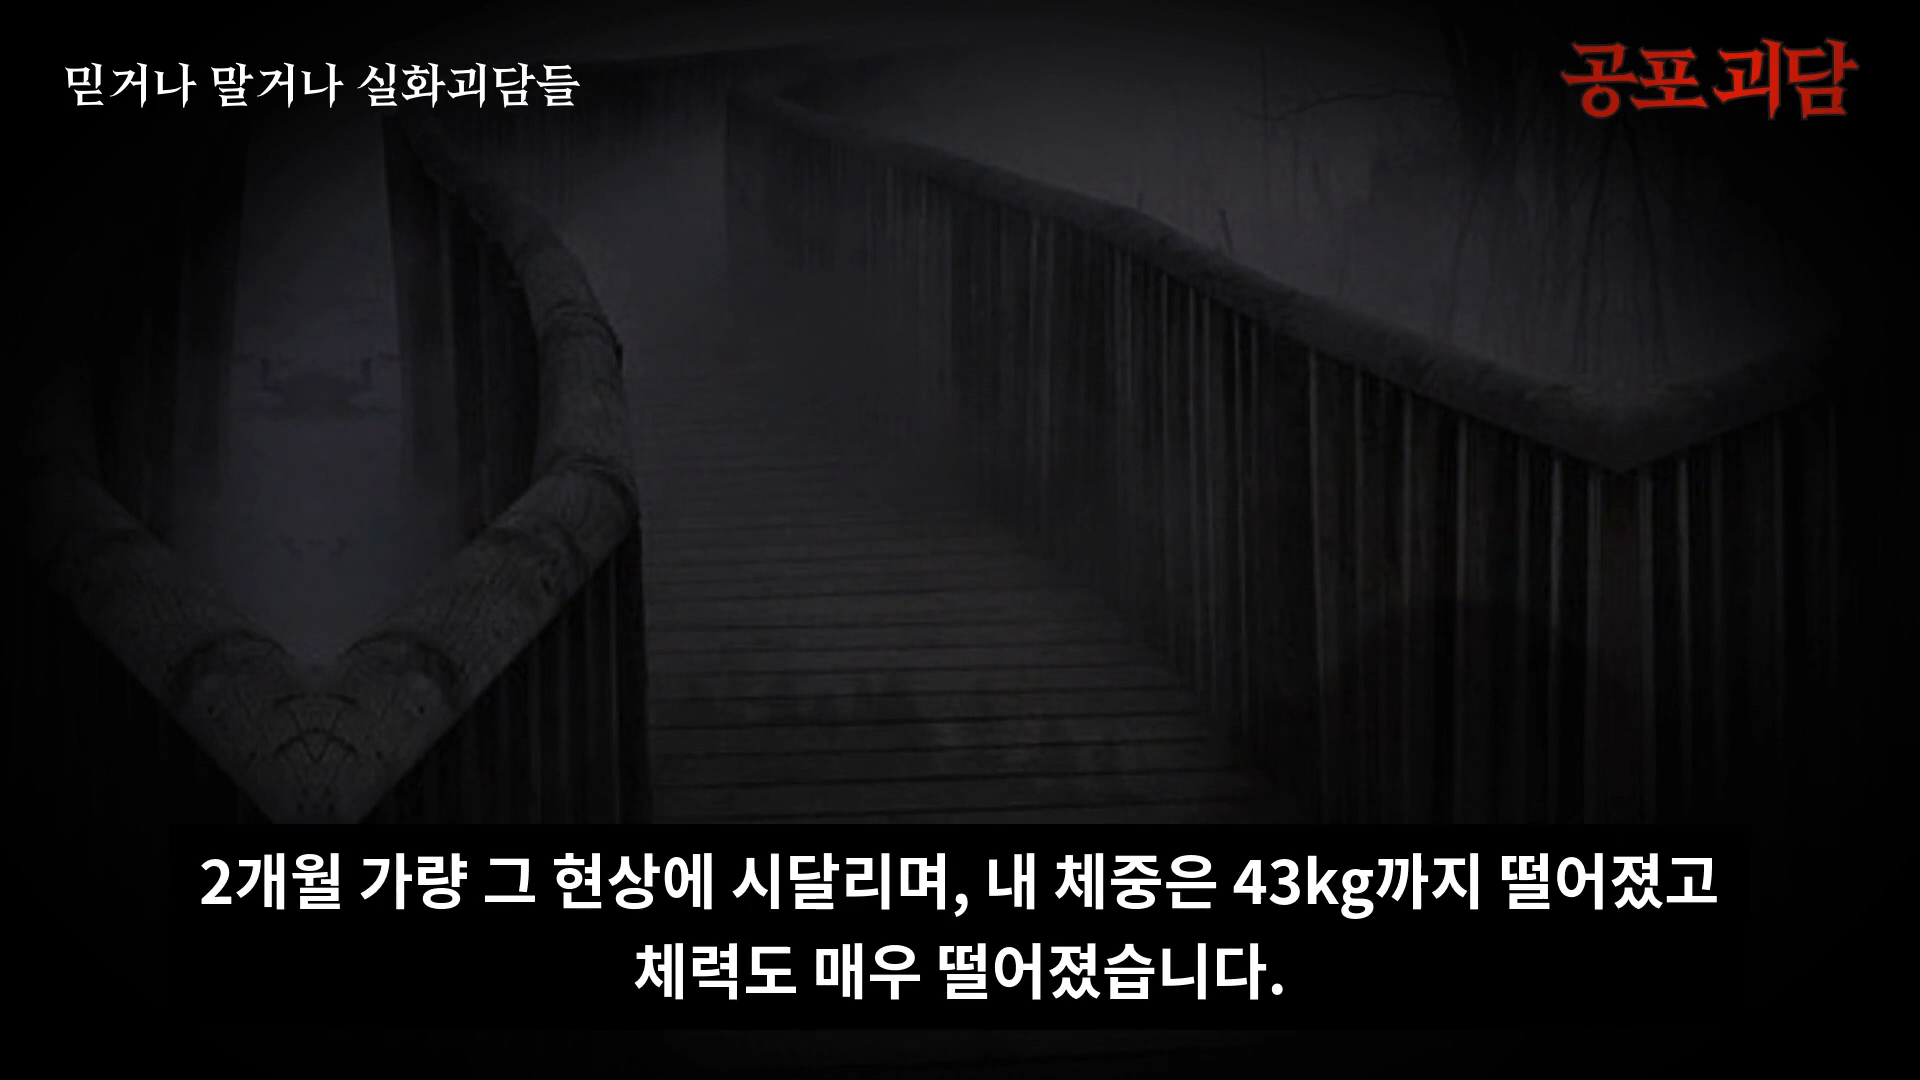 믿거나 말거나 실화괴담들
공포 괴담
2개월 가량 그 현상에 시달리며, 내 체중은 43kg까지 떨어졌고
체력도 매우 떨어졌습니다.